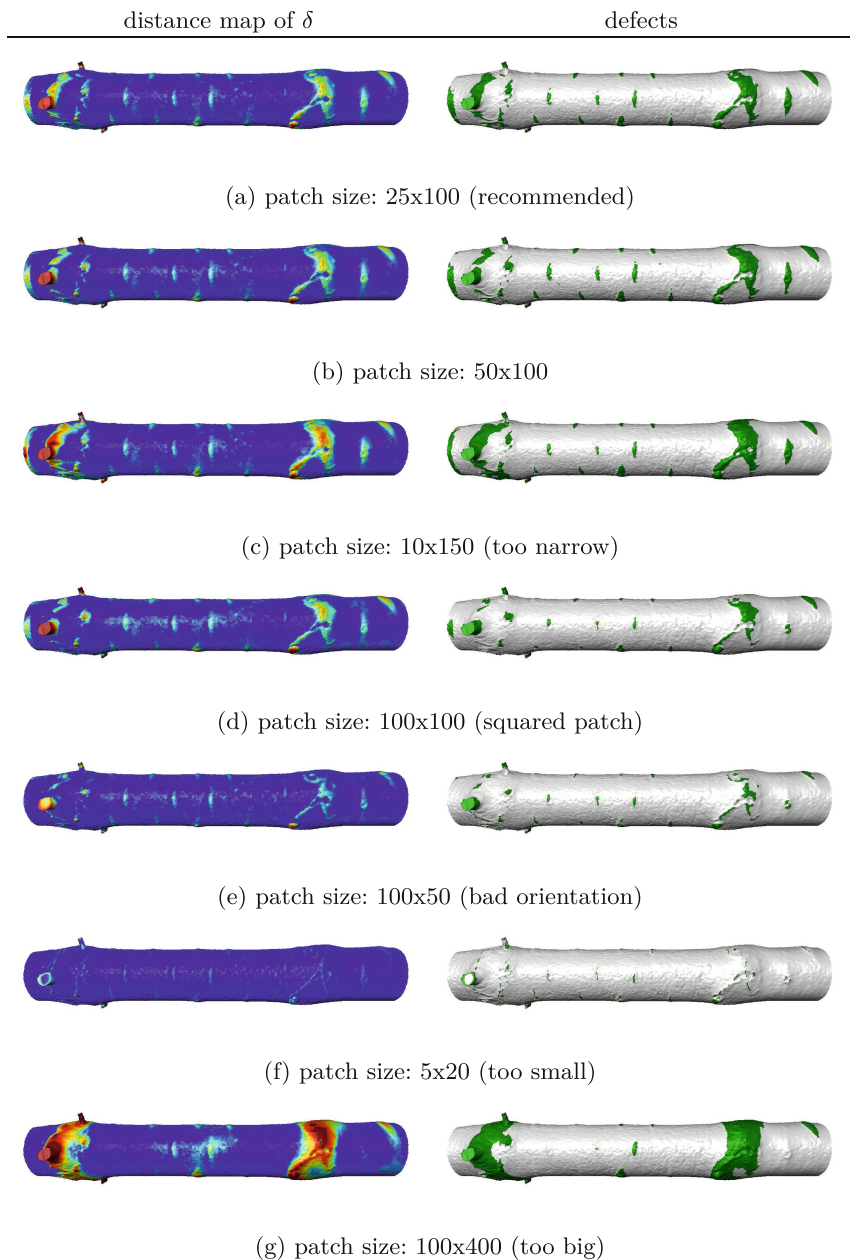 distance map of δ defects
(a) patch size: 25x100 (recommended)
(b) patch size: 50x100
(c) patch size: 10x150 (too narrow)
(d) patch size: 100x100 (squared patch)
(e) patch size: 100x50 (bad orientation)
(f) patch size: 5x20 (too small)
(g) patch size: 100x400 (too big)